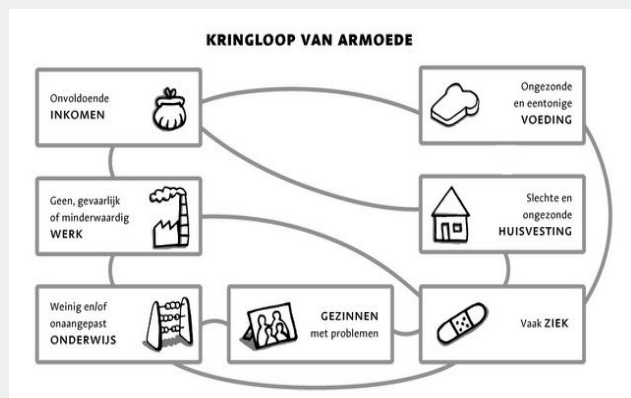 KRINGLOOP VAN ARMOEDE
Onvoldoende
INKOMEN
Ongezonde
en eentonige
VOEDING
Geen, gevaarlijk
of minderwaardig
WERK
Slechte en
ongezonde
HUISVESTING
Weinig en/of
onaangepast
ONDERWIJS
GEZINNEN
met problemen
Vaak ZIEK